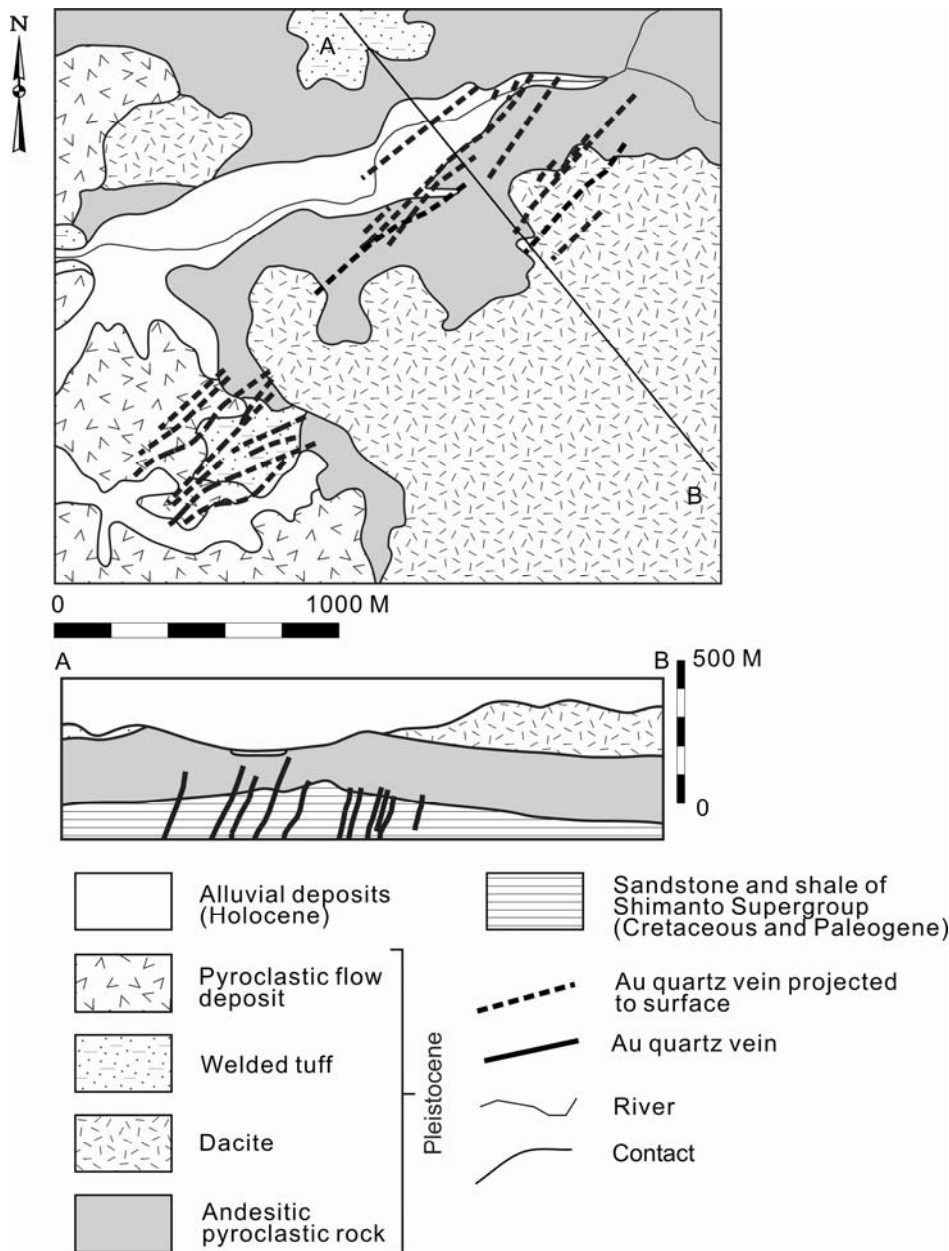 N
A
B
0
1000 M
A
B
500 M
0
Alluvial deposits
(Holocene)
Pyroclastic flow
deposit
Welded tuff
Dacite
Andesitic
pyroclastic rock
Pleistocene
Sandstone and shale of
Shimanto Supergroup
(Cretaceous and Paleogene)
Au quartz vein projected
to surface
Au quartz vein
River
Contact